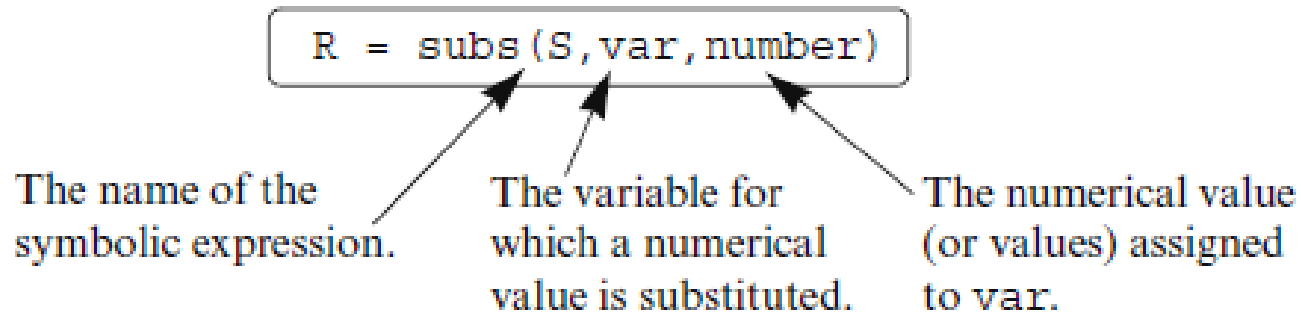 R = subs(S,var,number)
The name of the
symbolic expression.
The variable for
which a numerical
value is substituted.
The numerical value
(or values) assigned
to var.